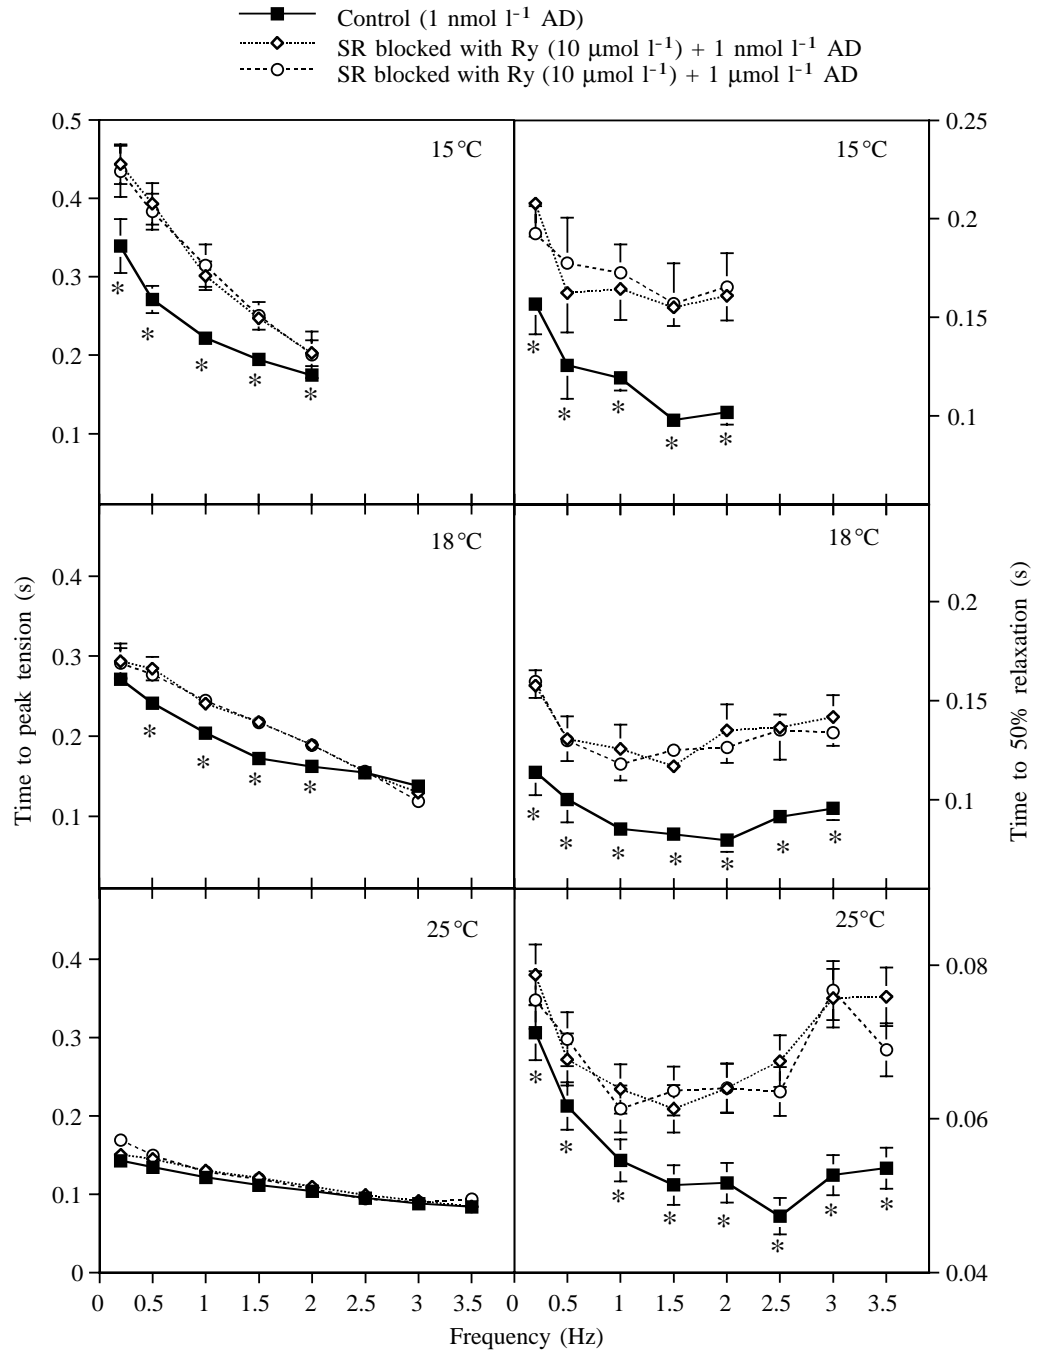 Control (1 nmol l⁻¹ AD)
SR blocked with Ry (10 µmol l⁻¹) + 1 nmol l⁻¹ AD
SR blocked with Ry (10 µmol l⁻¹) + 1 µmol l⁻¹ AD
0.5
0.4
0.3
0.2
0.1
15°C
* * * * *
15°C
* * * * *
0.25
0.2
0.15
0.1
Time to peak tension (s)
0.4
0.3
0.2
0.1
18°C
* * * *
18°C
* * * * * * *
0.2
0.15
0.1
Time to 50% relaxation (s)
0.4
0.3
0.2
0.1
0
25°C
25°C
* * * * * * * *
0.08
0.06
0.04
0 0.5 1 1.5 2 2.5 3 3.5 0 0.5 1 1.5 2 2.5 3 3.5
Frequency (Hz)